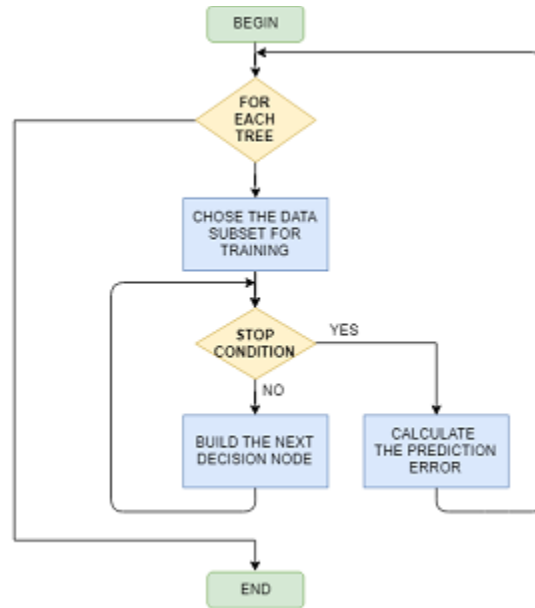 BEGIN
FOR
EACH
TREE
CHOSE THE DATA
SUBSET FOR
TRAINING
STOP
CONDITION
YES
NO
BUILD THE NEXT
DECISION NODE
CALCULATE
THE PREDICTION
ERROR
END